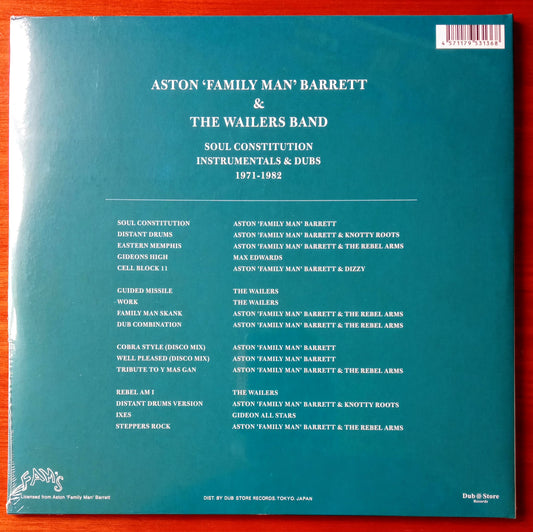 4 571179 531368
ASTON 'FAMILY MAN' BARRETT
&
THE WAILERS BAND
SOUL CONSTITUTION
INSTRUMENTALS & DUBS
1971-1982
SOUL CONSTITUTION ASTON 'FAMILY MAN' BARRETT
DISTANT DRUMS ASTON 'FAMILY MAN' BARRETT & KNOTTY ROOTS
EASTERN MEMPHIS ASTON 'FAMILY MAN' BARRETT & THE REBEL ARMS
GIDEONS HIGH MAX EDWARDS
CELL BLOCK 11 ASTON 'FAMILY MAN' BARRETT & DIZZY
GUIDED MISSILE THE WAILERS
WORK THE WAILERS
FAMILY MAN SKANK ASTON 'FAMILY MAN' BARRETT & THE REBEL ARMS
DUB COMBINATION ASTON 'FAMILY MAN' BARRETT & THE REBEL ARMS
COBRA STYLE (DISCO MIX) ASTON 'FAMILY MAN' BARRETT
WELL PLEASED (DISCO MIX) ASTON 'FAMILY MAN' BARRETT
TRIBUTE TO Y MAS GAN ASTON 'FAMILY MAN' BARRETT & THE REBEL ARMS
REBEL AM I THE WAILERS
DISTANT DRUMS VERSION ASTON 'FAMILY MAN' BARRETT & KNOTTY ROOTS
IXES GIDEON ALL STARS
STEPPERS ROCK ASTON 'FAMILY MAN' BARRETT & THE REBEL ARMS
FAM'S
Licensed from Aston 'Family Man' Barrett
DIST. BY DUB STORE RECORDS, TOKYO, JAPAN
Dub Store
Records